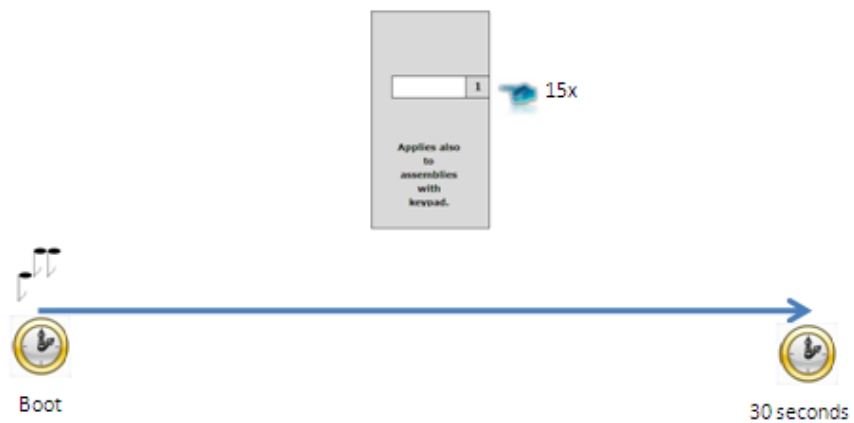 1
15x
Applies also
to
assemblies
with
keypad.
Boot
30 seconds